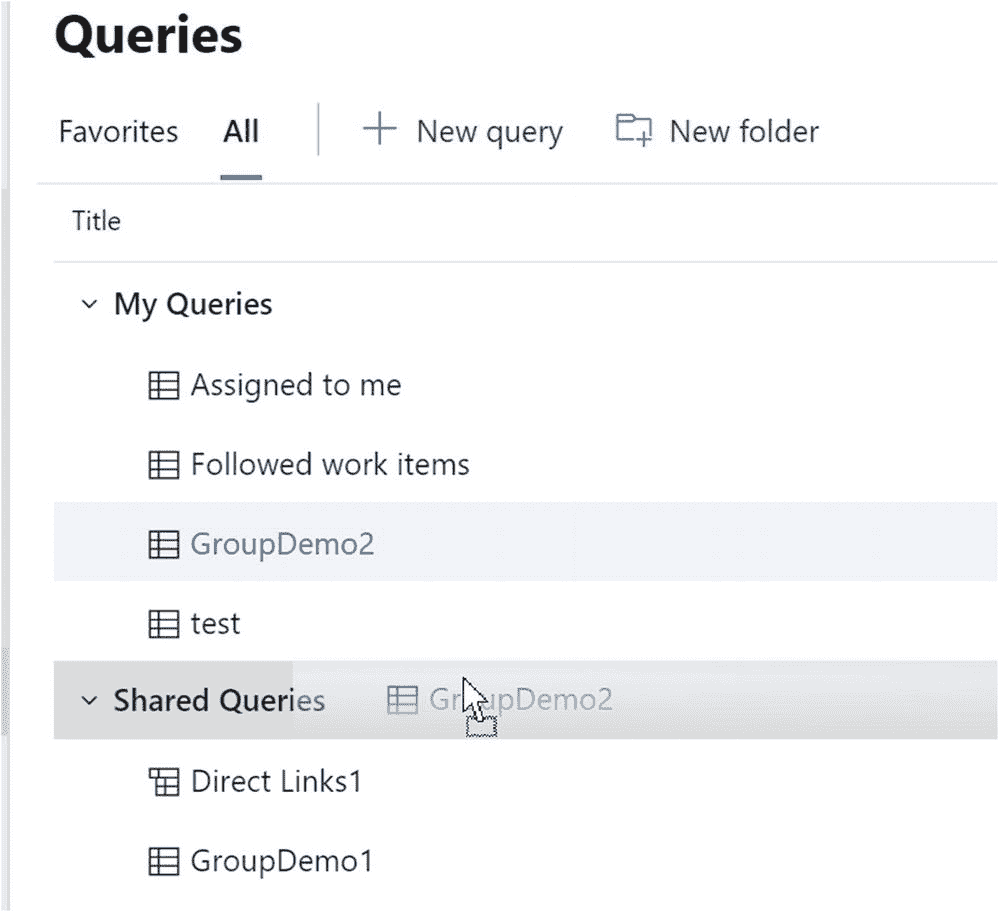 Queries
Favorites All New query New folder
Title
My Queries
Assigned to me
Followed work items
GroupDemo2
test
Shared Queries GroupDemo2
Direct Links1
GroupDemo1